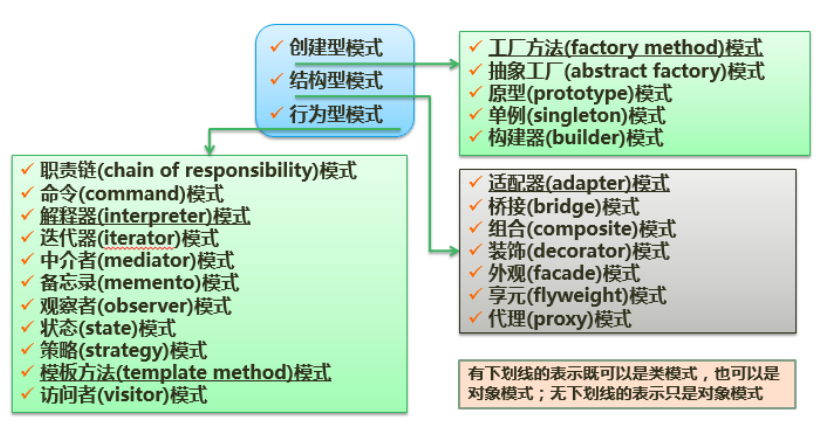 创建型模式
结构型模式
行为型模式
工厂方法(factory method)模式
抽象工厂(abstract factory)模式
原型(prototype)模式
单例(singleton)模式
构建器(builder)模式
职责链(chain of responsibility)模式
命令(command)模式
解释器(interpreter)模式
迭代器(iterator)模式
中介者(mediator)模式
备忘录(memento)模式
观察者(observer)模式
状态(state)模式
策略(strategy)模式
模板方法(template method)模式
访问者(visitor)模式
适配器(adapter)模式
桥接(bridge)模式
组合(composite)模式
装饰(decorator)模式
外观(facade)模式
享元(flyweight)模式
代理(proxy)模式
有下划线的表示既可以是类模式，也可以是
对象模式；无下划线的表示只是对象模式